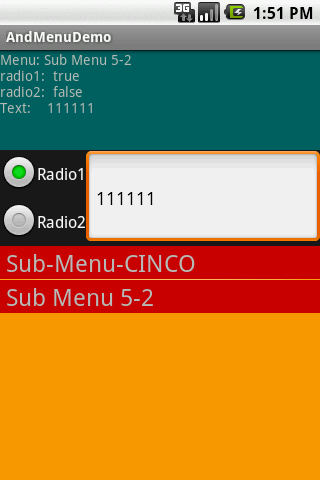 3G 1:51 PM
AndMenuDemo
Menu: Sub Menu 5-2
radio1: true
radio2: false
Text: 111111
Radio1
111111
Radio2
Sub-Menu-CINCO
Sub Menu 5-2